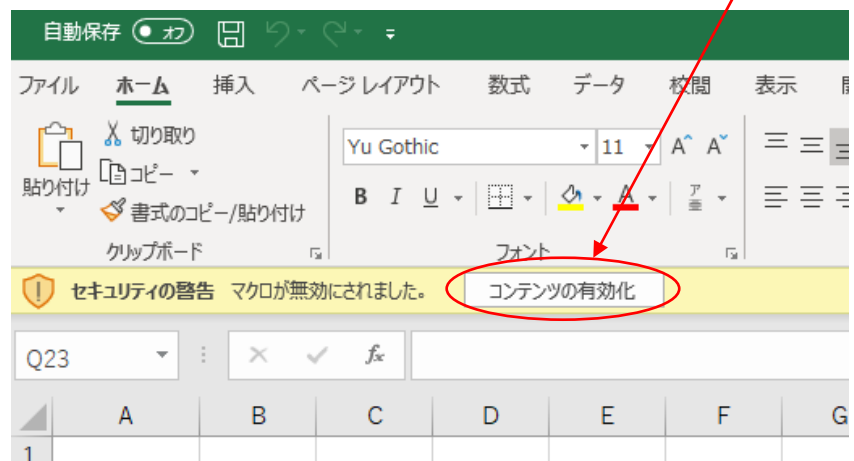 自動保存 オフ
ファイル ホーム 挿入 ページ レイアウト 数式 データ 校閲 表示
切り取り
コピー
貼り付け
書式のコピー/貼り付け
Yu Gothic 11 A A
B I U A ア 亜
クリップボード フォント
セキュリティの警告 マクロが無効にされました。 コンテンツの有効化
Q23 fx
A B C D E F G
1